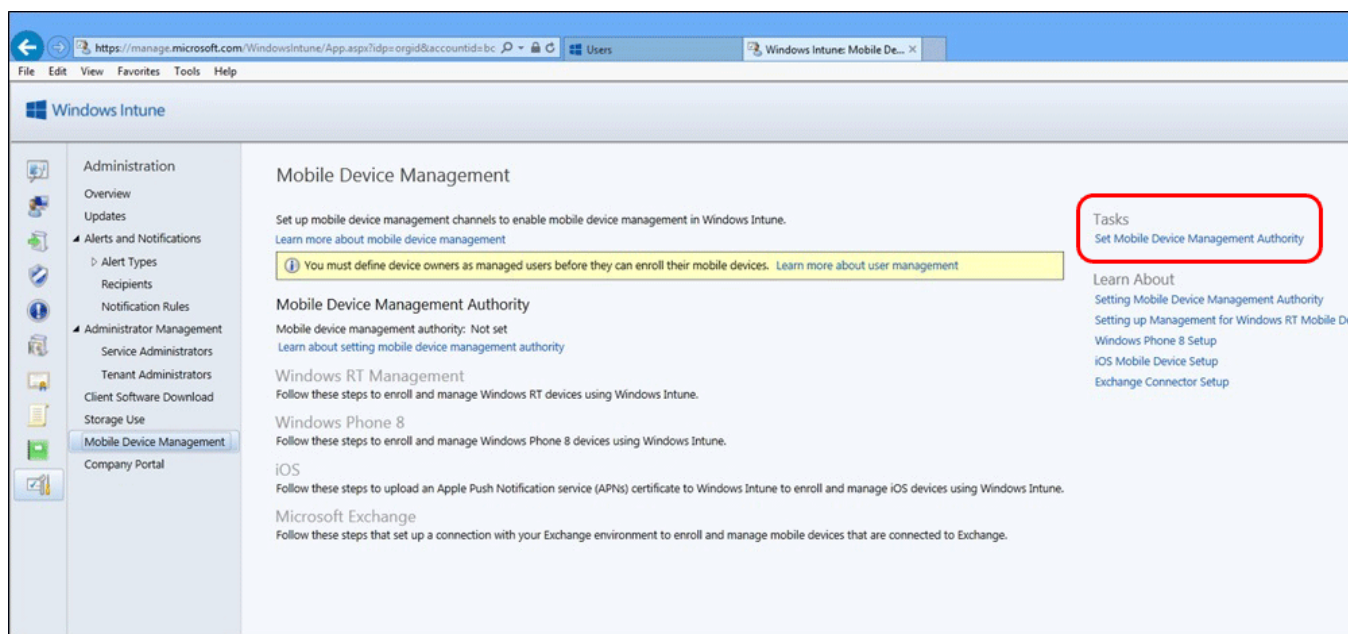 https://manage.microsoft.com/WindowsIntune/App.aspx?idp=orgid&accountid=bc
Users
Windows Intune: Mobile De...
File Edit View Favorites Tools Help
Windows Intune
Administration
Overview
Updates
Alerts and Notifications
Alert Types
Recipients
Notification Rules
Administrator Management
Service Administrators
Tenant Administrators
Client Software Download
Storage Use
Mobile Device Management
Company Portal
Mobile Device Management
Set up mobile device management channels to enable mobile device management in Windows Intune.
Learn more about mobile device management
You must define device owners as managed users before they can enroll their mobile devices. Learn more about user management
Mobile Device Management Authority
Mobile device management authority: Not set
Learn about setting mobile device management authority
Windows RT Management
Follow these steps to enroll and manage Windows RT devices using Windows Intune.
Windows Phone 8
Follow these steps to enroll and manage Windows Phone 8 devices using Windows Intune.
iOS
Follow these steps to upload an Apple Push Notification service (APNs) certificate to Windows Intune to enroll and manage iOS devices using Windows Intune.
Microsoft Exchange
Follow these steps that set up a connection with your Exchange environment to enroll and manage mobile devices that are connected to Exchange.
Tasks
Set Mobile Device Management Authority
Learn About
Setting Mobile Device Management Authority
Setting up Management for Windows RT Mobile D
Windows Phone 8 Setup
iOS Mobile Device Setup
Exchange Connector Setup